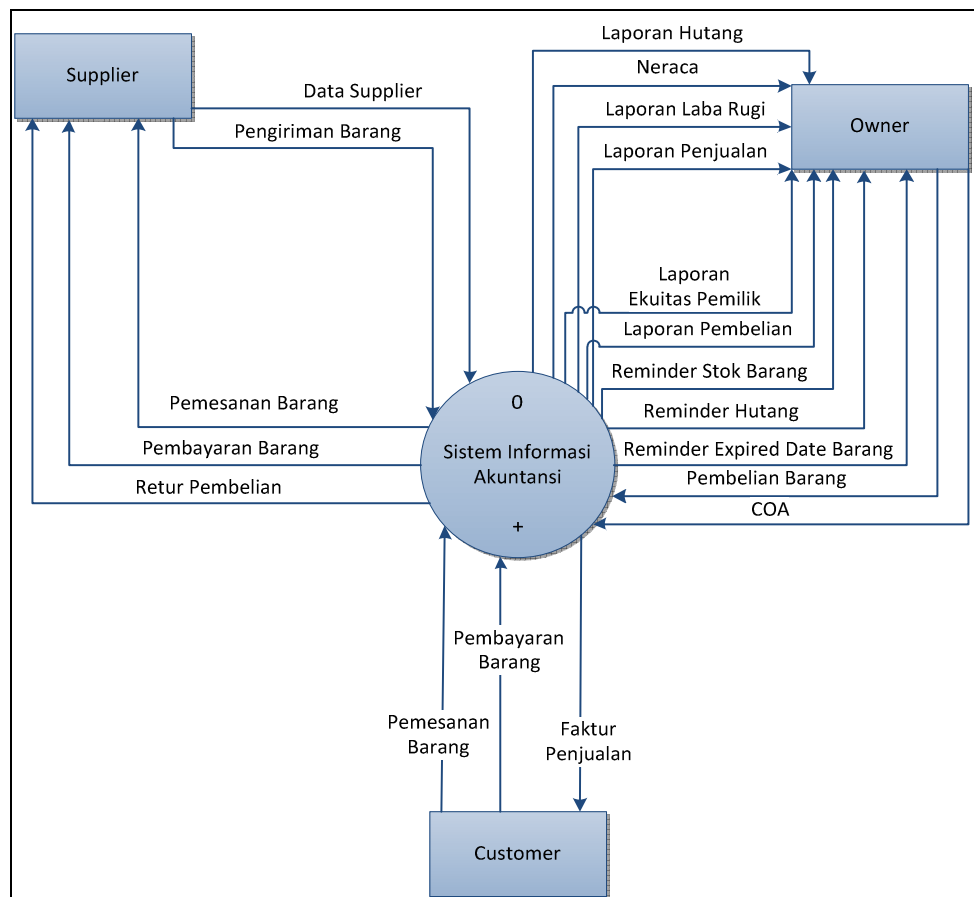 Supplier
Data Supplier
Pengiriman Barang
Laporan Hutang
Neraca
Laporan Laba Rugi
Laporan Penjualan
Owner
Laporan
Ekuitas Pemilik
Laporan Pembelian
Reminder Stok Barang
Reminder Hutang
Reminder Expired Date Barang
Pembelian Barang
COA
Pemesanan Barang
Pembayaran Barang
Retur Pembelian
0
Sistem Informasi
Akuntansi
+
Pemesanan
Barang
Pembayaran
Barang
Faktur
Penjualan
Customer